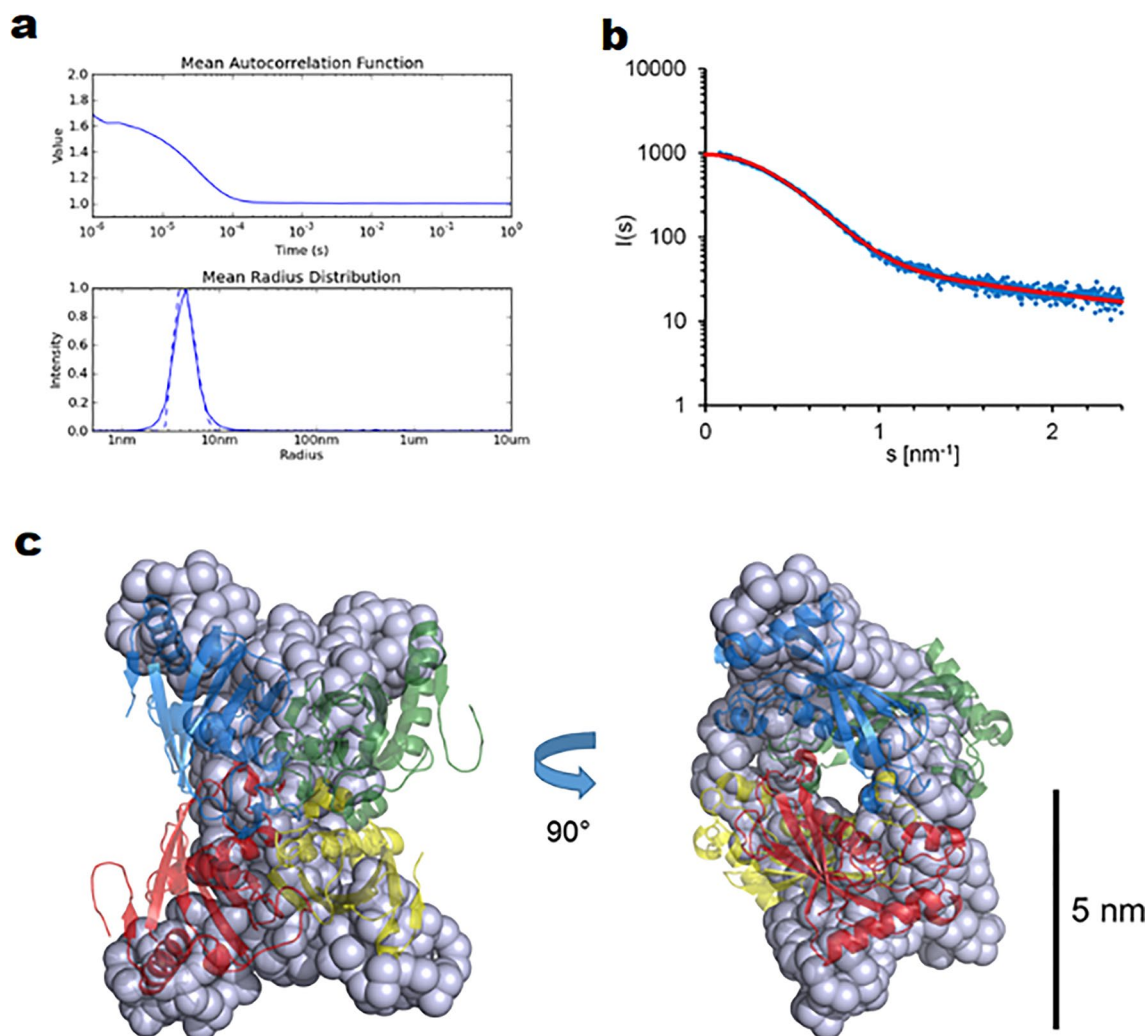 a
Mean Autocorrelation Function
2.0
1.8
1.6
1.4
1.2
1.0
Value
10⁻⁶ 10⁻⁵ 10⁻⁴ 10⁻³ 10⁻² 10⁻¹ 10⁰
Time (s)
Mean Radius Distribution
1.0
0.8
0.6
0.4
0.2
0.0
Intensity
1nm 10nm 100nm 1um 10um
Radius
b
10000
1000
100
10
1
I(s)
0 1 2
s [nm⁻¹]
c
90°
5 nm